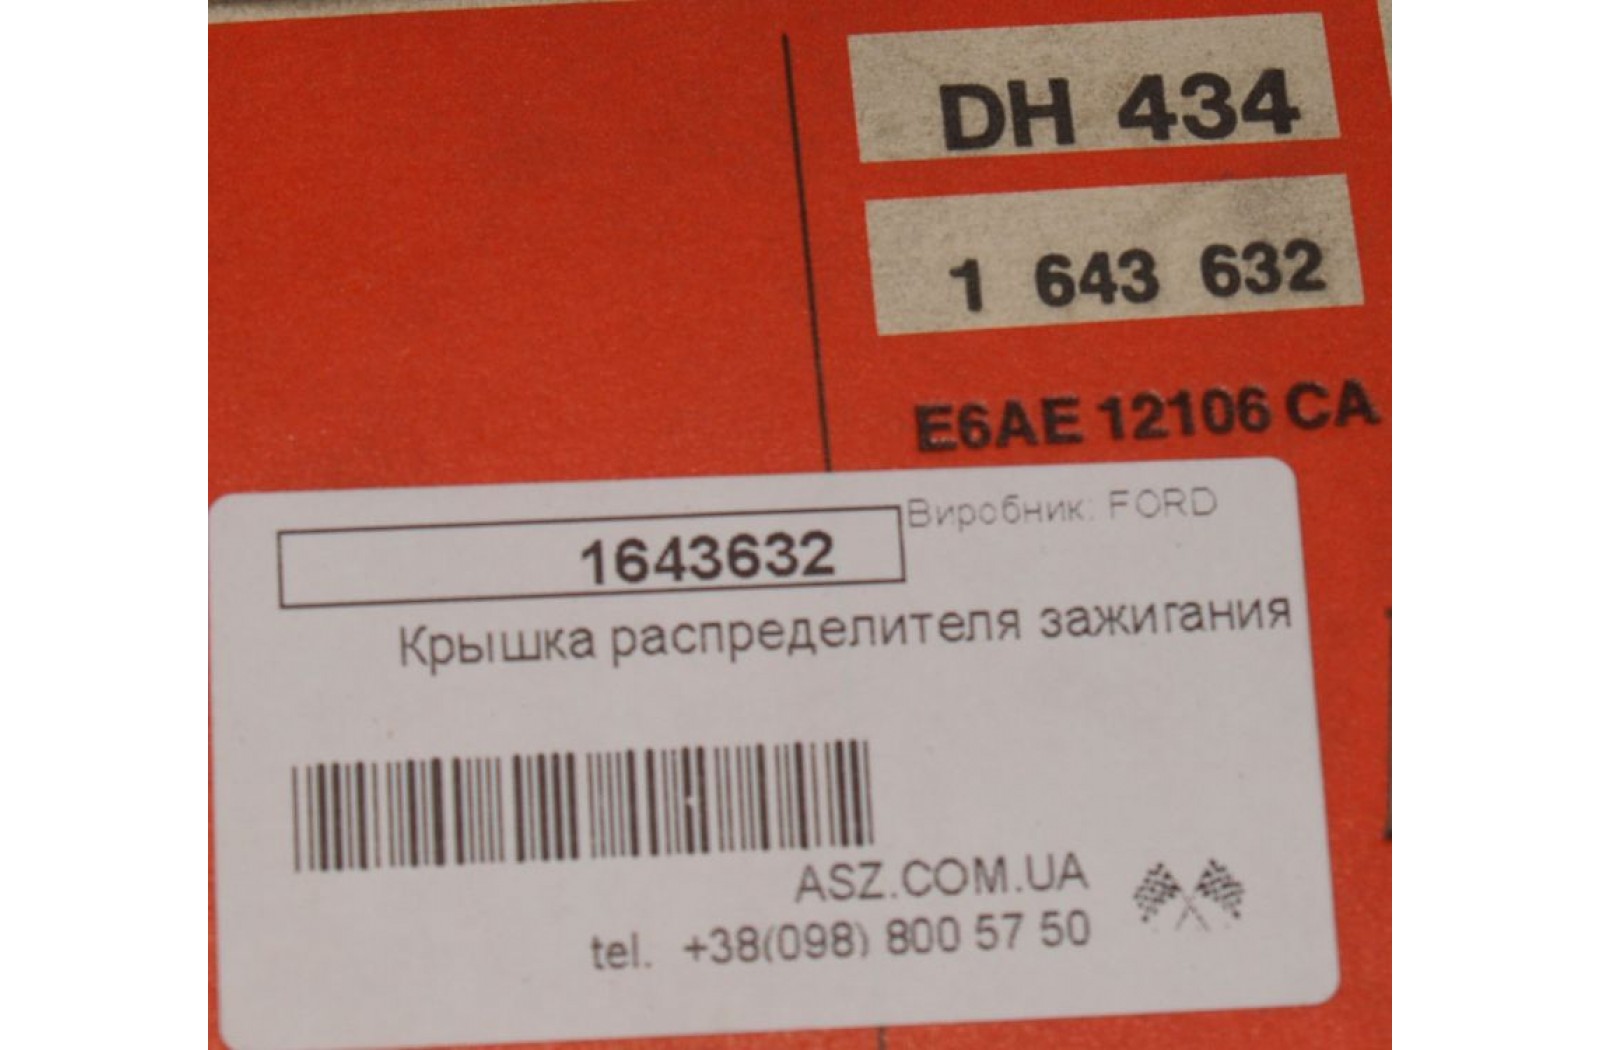 DH 434
1 643 632
E6AE 12106 CA
Виробник: FORD
1643632
Крышка распределителя зажигания
ASZ.COM.UA
tel. +38(098) 800 57 50